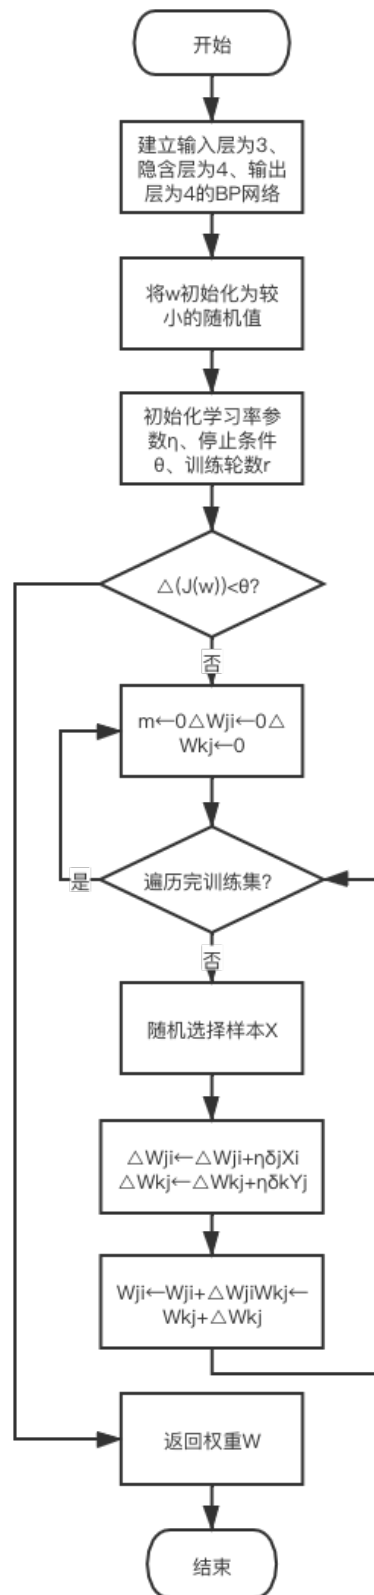 开始
建立输入层为3、
隐含层为4、输出
层为4的BP网络
将w初始化为较
小的随机值
初始化学习率参
数η、停止条件
θ、训练轮数r
△(J(w))<θ?
否
m←0△Wji←0△
Wkj←0
遍历完训练集?
是
否
随机选择样本X
△Wji←△Wji+ηδjXi
△Wkj←△Wkj+ηδkYj
Wji←Wji+△WjiWkj←
Wkj+△Wkj
返回权重W
结束